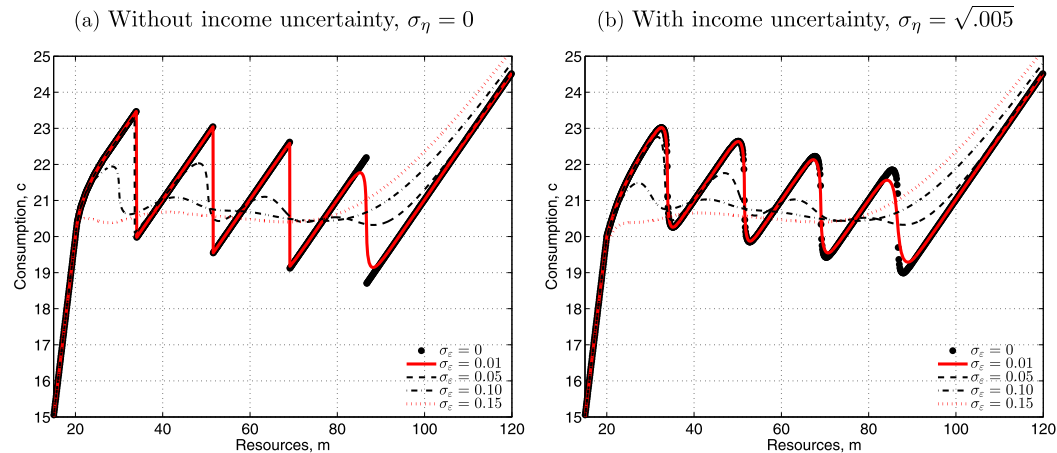 (a) Without income uncertainty, σ_η = 0
25
24
23
22
21
20
19
18
17
16
15
Consumption, c
20 40 60 80 100 120
Resources, m
σ_ε = 0
σ_ε = 0.01
σ_ε = 0.05
σ_ε = 0.10
σ_ε = 0.15
(b) With income uncertainty, σ_η = √.005
25
24
23
22
21
20
19
18
17
16
15
Consumption, c
20 40 60 80 100 120
Resources, m
σ_ε = 0
σ_ε = 0.01
σ_ε = 0.05
σ_ε = 0.10
σ_ε = 0.15